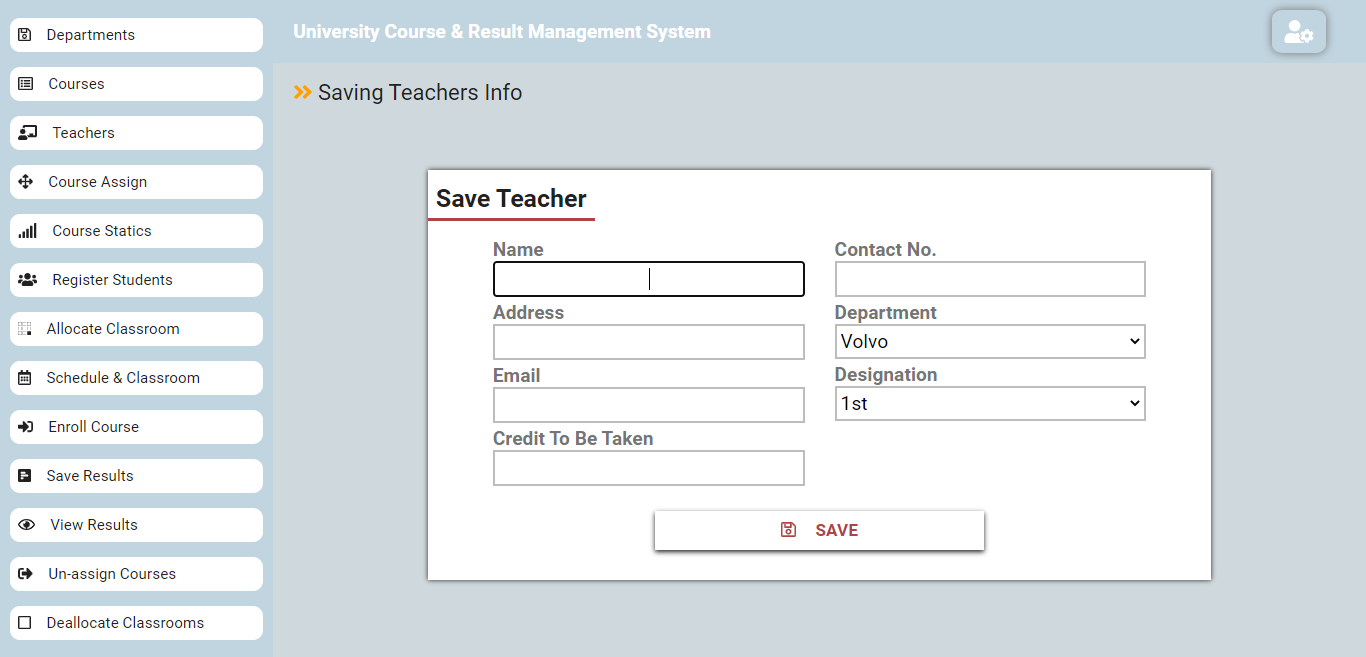 Departments
Courses
Teachers
Course Assign
Course Statics
Register Students
Allocate Classroom
Schedule & Classroom
Enroll Course
Save Results
View Results
Un-assign Courses
Deallocate Classrooms
University Course & Result Management System
Saving Teachers Info
Save Teacher
Name
Contact No.
Address
Department
Volvo
Email
Designation
1st
Credit To Be Taken
SAVE